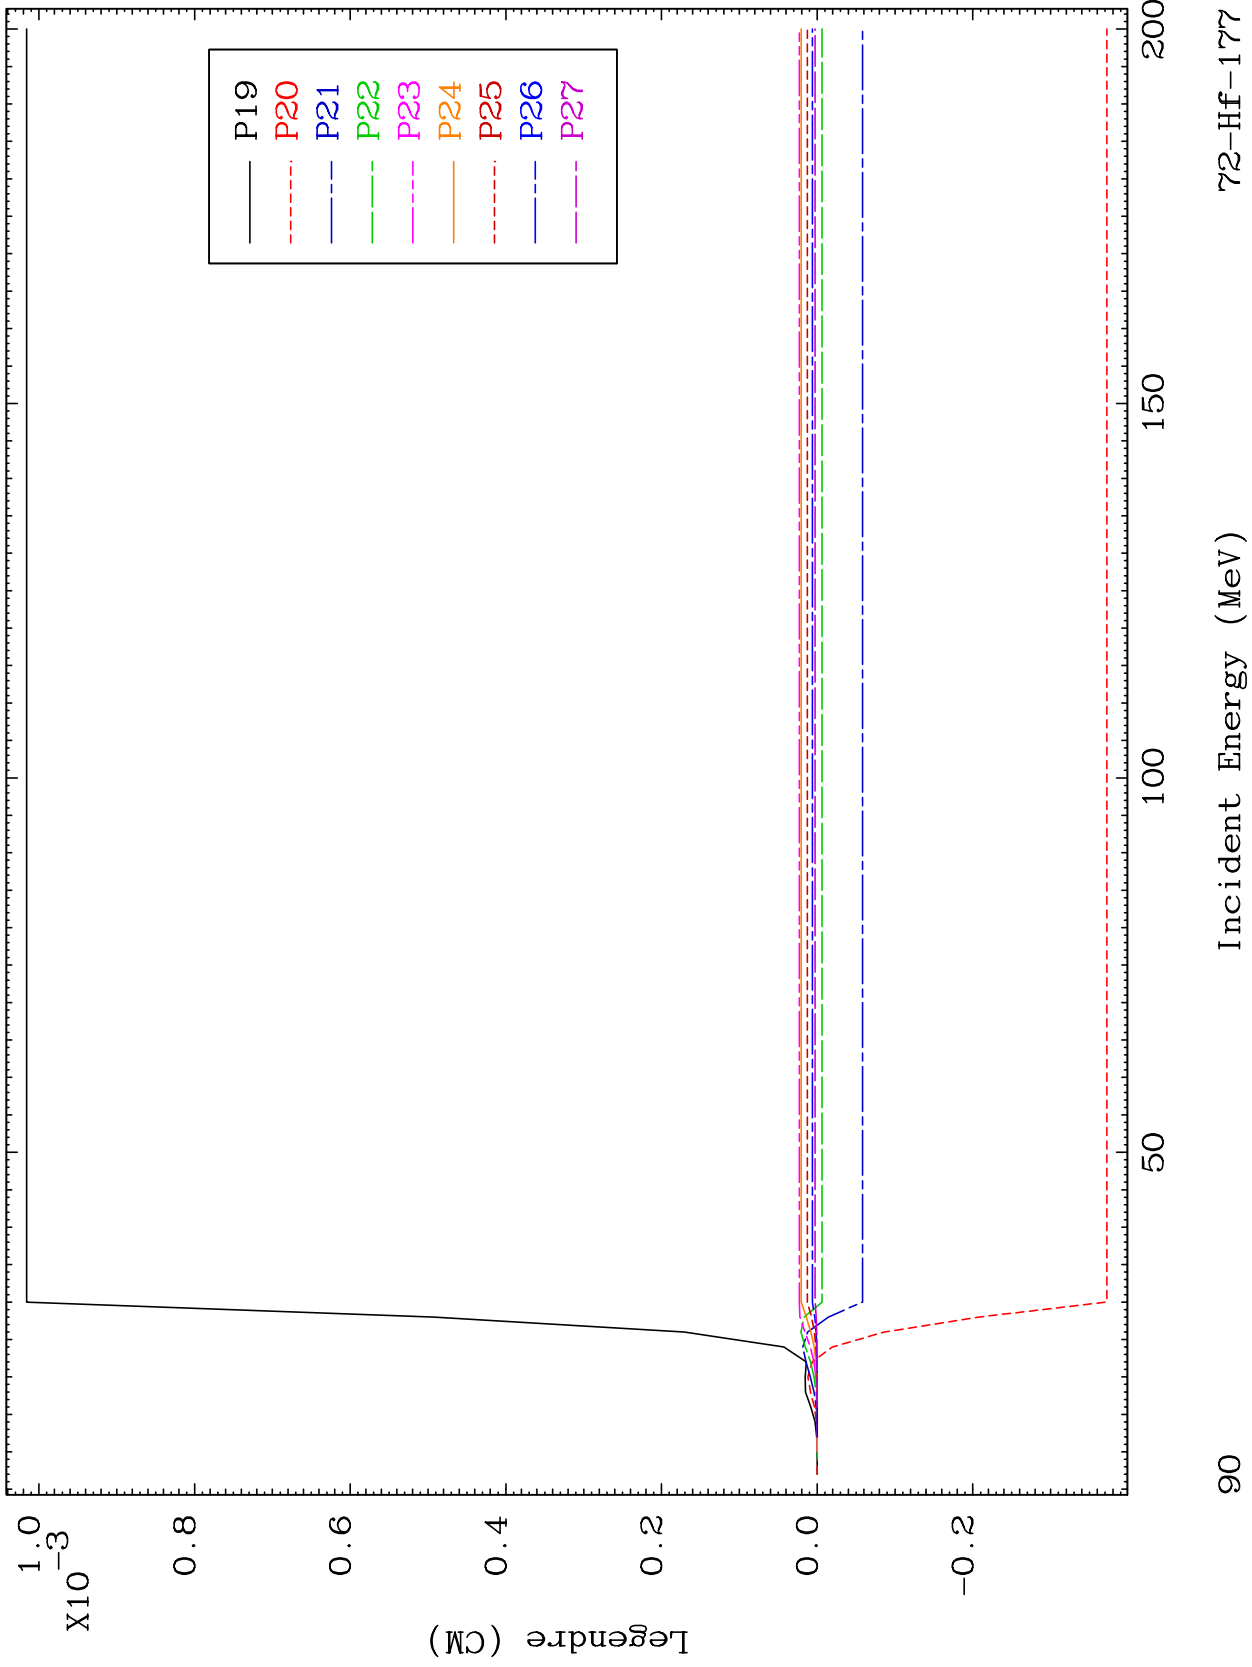 P19
P20
P21
P22
P23
P24
P25
P26
P27
1.0
X10
-3
0.8
0.6
0.4
0.2
0.0
-0.2
Legendre (CM)
50
100
150
200
90
Incident Energy (MeV)
72-Hf-177